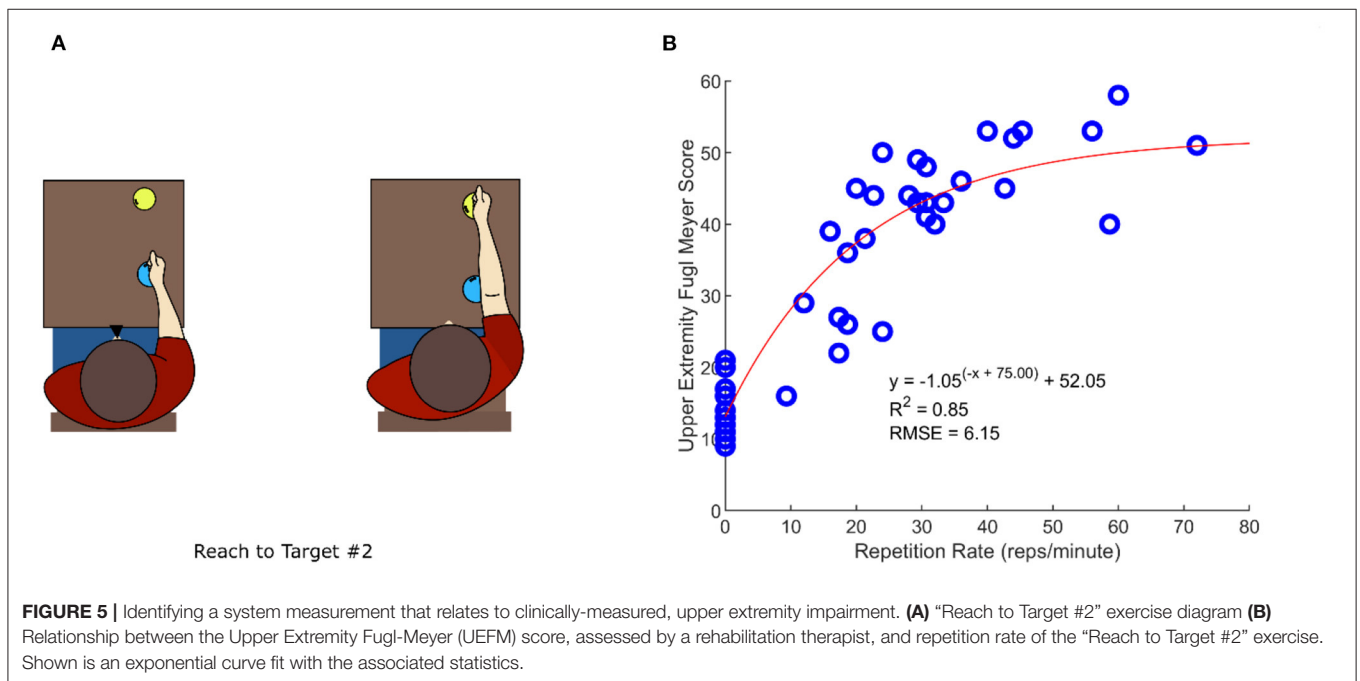 A
B
60
50
40
30
20
10
0
Upper Extremity Fugl Meyer Score
y = -1.05^(-x + 75.00) + 52.05
R^2 = 0.85
RMSE = 6.15
0 10 20 30 40 50 60 70 80
Repetition Rate (reps/minute)
Reach to Target #2
FIGURE 5 | Identifying a system measurement that relates to clinically-measured, upper extremity impairment. (A) “Reach to Target #2” exercise diagram (B)
Relationship between the Upper Extremity Fugl-Meyer (UEFM) score, assessed by a rehabilitation therapist, and repetition rate of the “Reach to Target #2” exercise.
Shown is an exponential curve fit with the associated statistics.